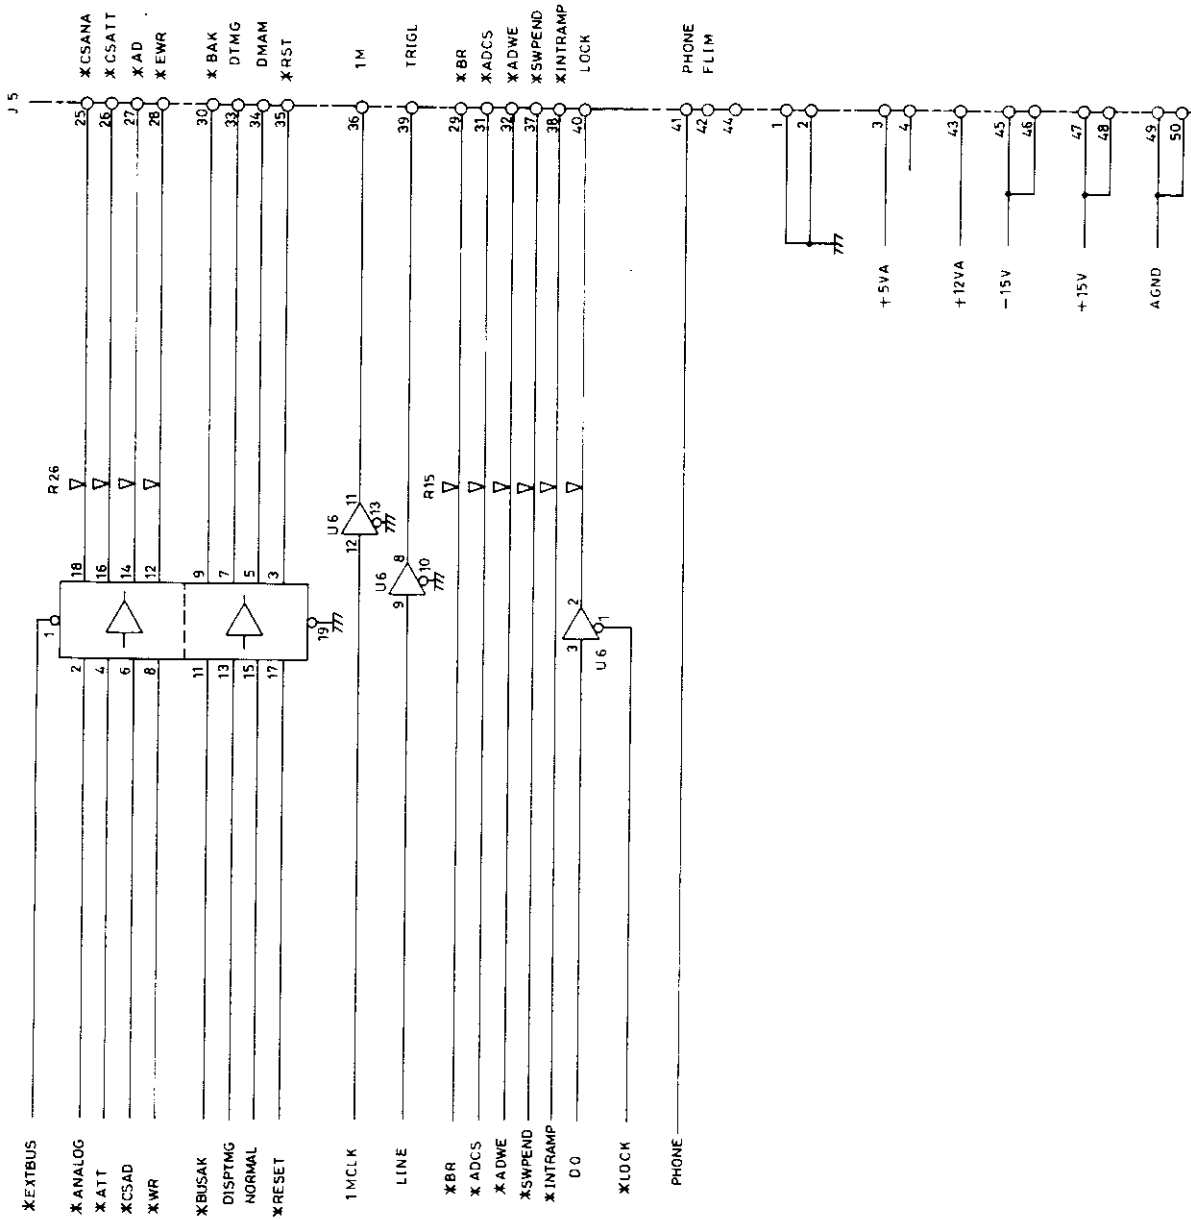 J5
*CSANA
*CSATT
*AD
*EWR
*BAK
DTMG
DMAM
*RST
1M
TRIGL
*BR
*ADCS
*ADWE
*SWPEND
*INTRAMP
LOCK
PHONE
FLIM
25
26
27
28
30
33
34
35
36
39
29
31
32
37
38
40
41
42
44
1
2
3
4
43
45
46
47
48
49
50
+5VA
+12VA
-15V
+15V
AGND
R26
R15
18
16
14
12
9
7
5
3
1
19
2
4
6
8
11
13
15
17
U6
12
11
13
U6
9
8
10
3
2
1
U6
*EXTBUS
*ANALOG
*ATT
*CSAD
*WR
*BUSAK
DISPTMG
NORMAL
*RESET
1MCLK
LINE
*BR
*ADCS
*ADWE
*SWPEND
*INTRAMP
D0
*LOCK
PHONE